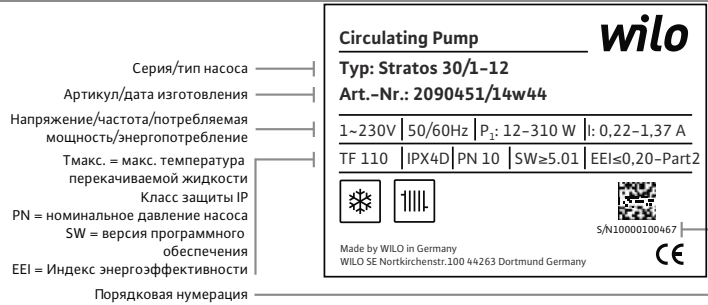 Серия/тип насоса
Артикул/дата изготовления
Напряжение/частота/потребляемая
мощность/энергопотребление
Тмакс. = макс. температура
перекачиваемой жидкости
Класс защиты IP
PN = номинальное давление насоса
SW = версия программного
обеспечения
EEI = Индекс энергоэффективности
Порядковая нумерация
Circulating Pump
wilo
Typ: Stratos 30/1-12
Art.-Nr.: 2090451/14w44
1~230V 50/60Hz P1: 12-310 W I: 0,22-1,37 A
TF 110 IPX4D PN 10 SW≥5.01 EEI≤0,20-Part2
S/N10000100467
Made by WILO in Germany
WILO SE Nortkirchenstr.100 44263 Dortmund Germany
CE